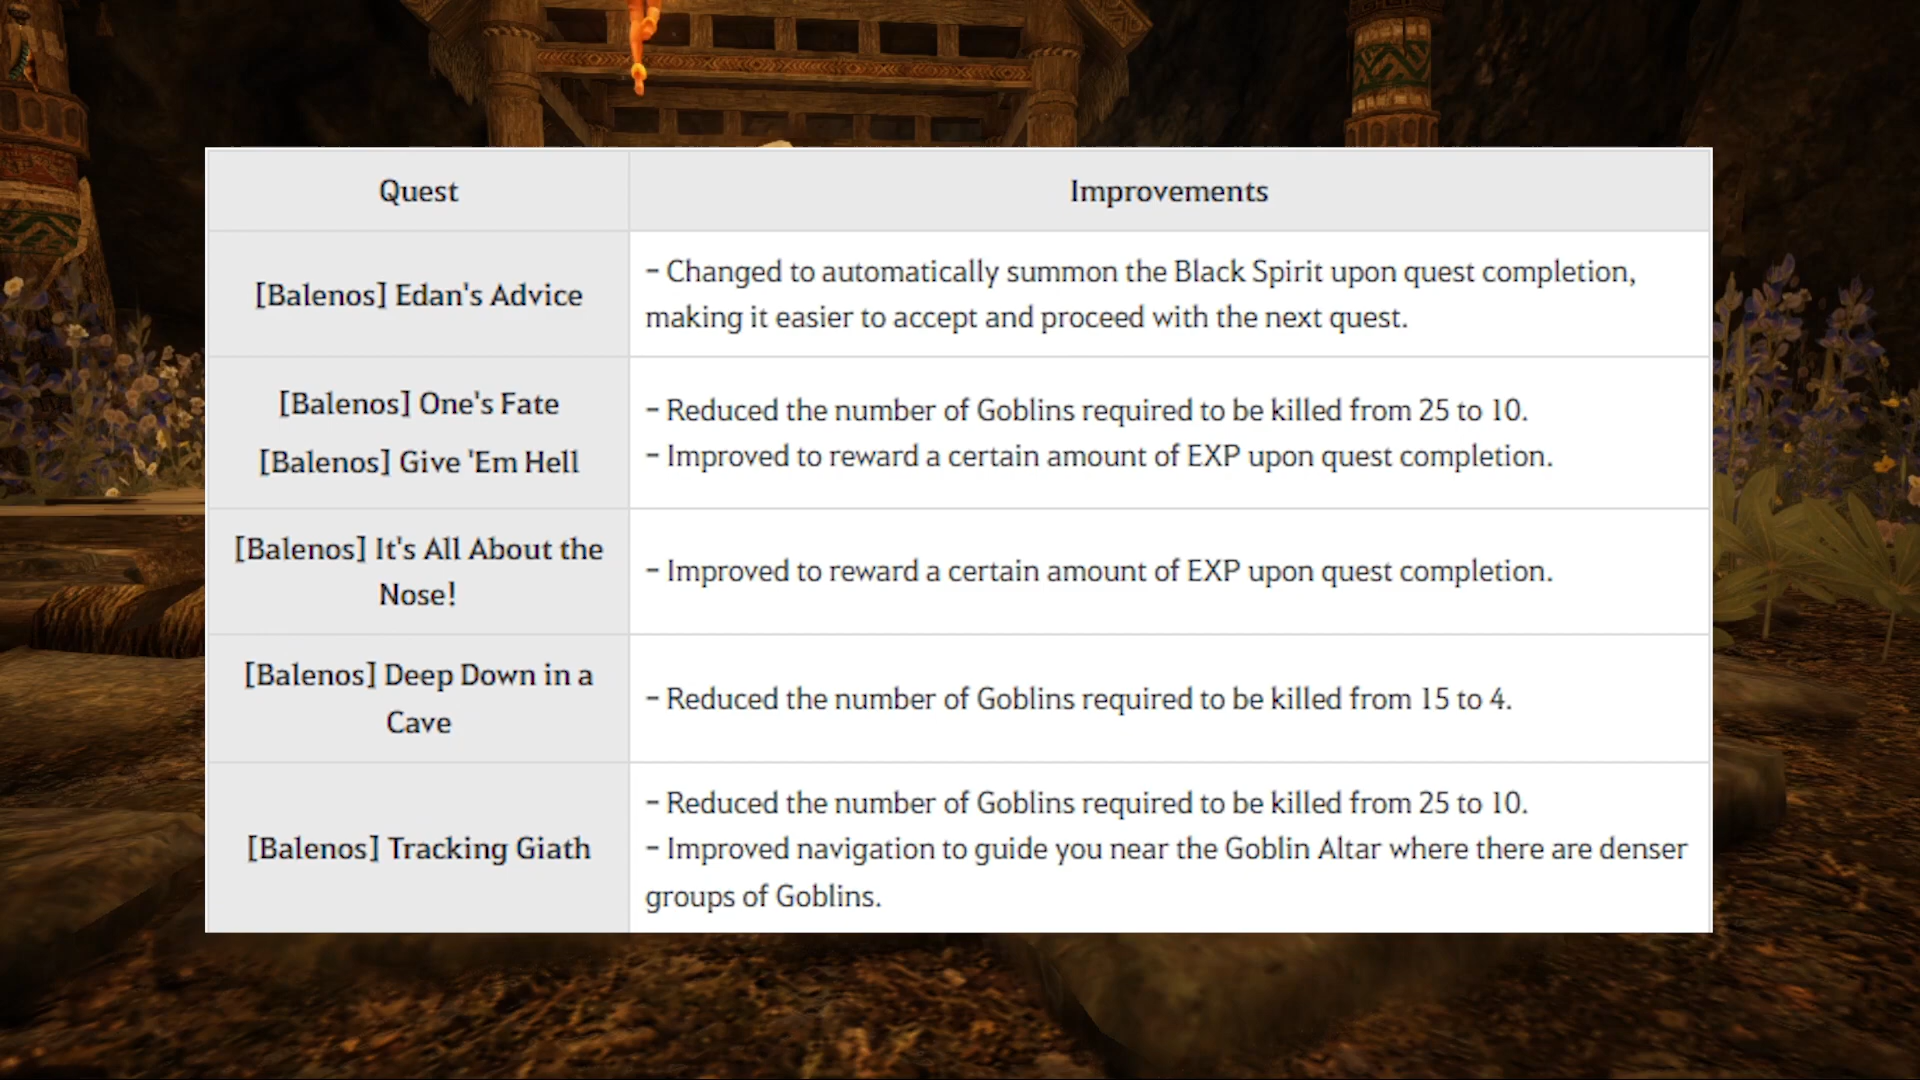 Quest
Improvements
[Balenos] Edan's Advice
– Changed to automatically summon the Black Spirit upon quest completion,
making it easier to accept and proceed with the next quest.
[Balenos] One's Fate
[Balenos] Give 'Em Hell
– Reduced the number of Goblins required to be killed from 25 to 10.
– Improved to reward a certain amount of EXP upon quest completion.
[Balenos] It's All About the
Nose!
– Improved to reward a certain amount of EXP upon quest completion.
[Balenos] Deep Down in a
Cave
– Reduced the number of Goblins required to be killed from 15 to 4.
[Balenos] Tracking Giath
– Reduced the number of Goblins required to be killed from 25 to 10.
– Improved navigation to guide you near the Goblin Altar where there are denser
groups of Goblins.